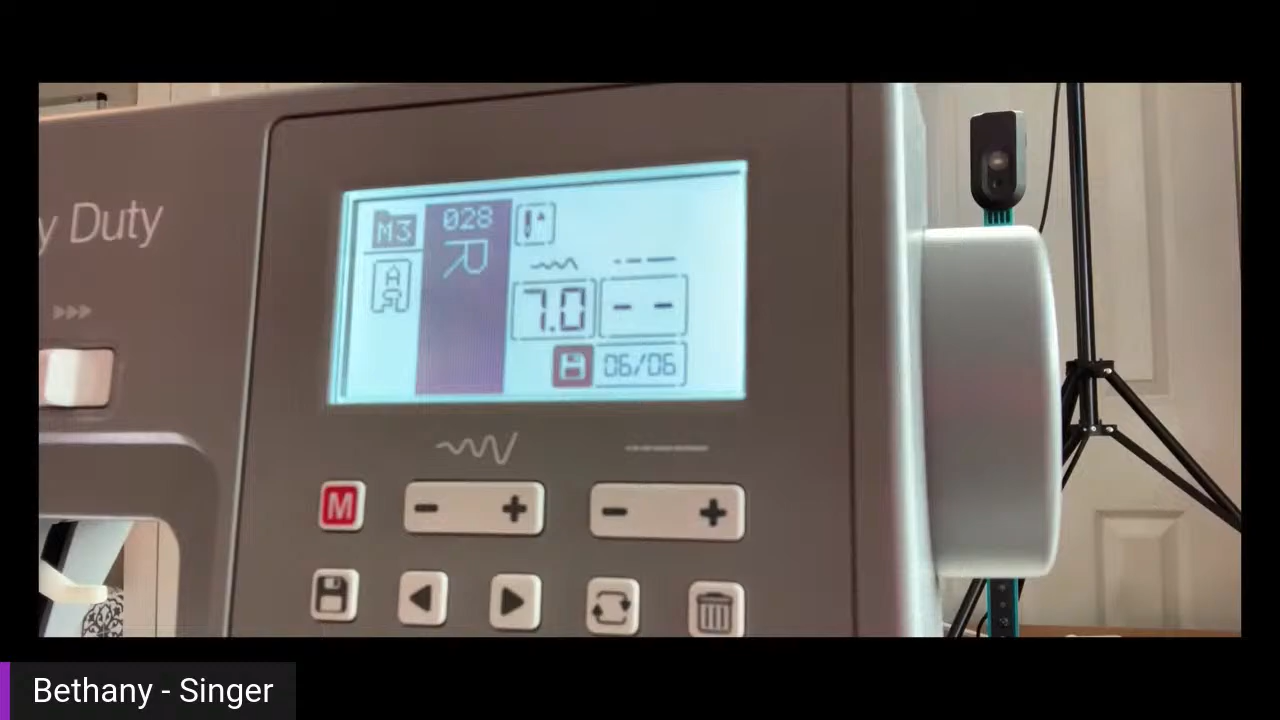 y Duty
M3
028
R
A
7.0
- -
06/06
M
- +
- +
Bethany - Singer